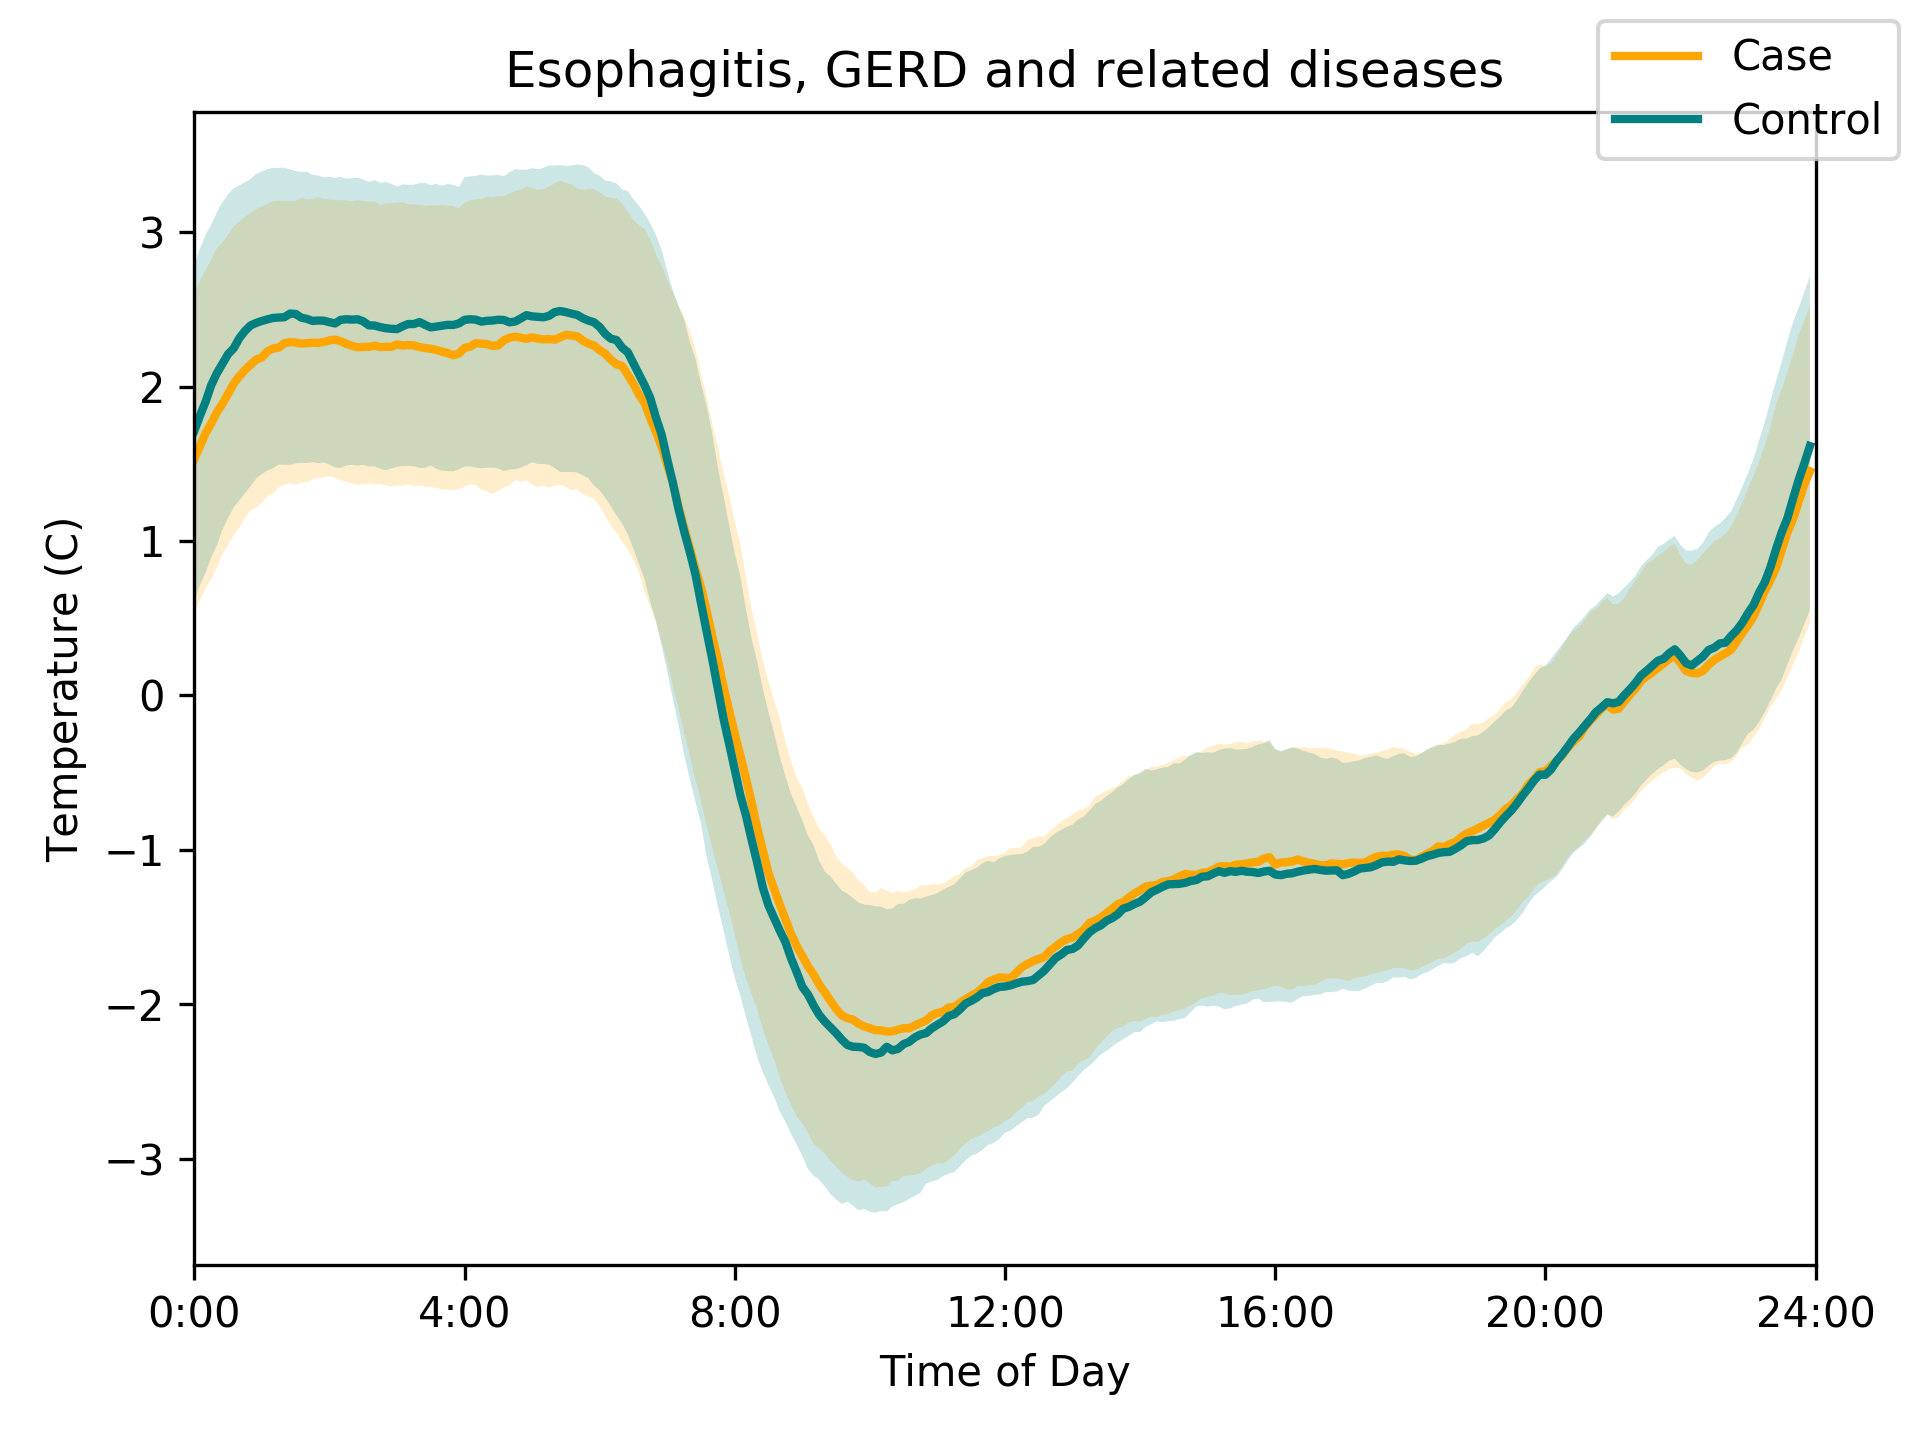 Esophagitis, GERD and related diseases
Case
Control
Temperature (C)
3
2
1
0
−1
−2
−3
0:00 4:00 8:00 12:00 16:00 20:00 24:00
Time of Day